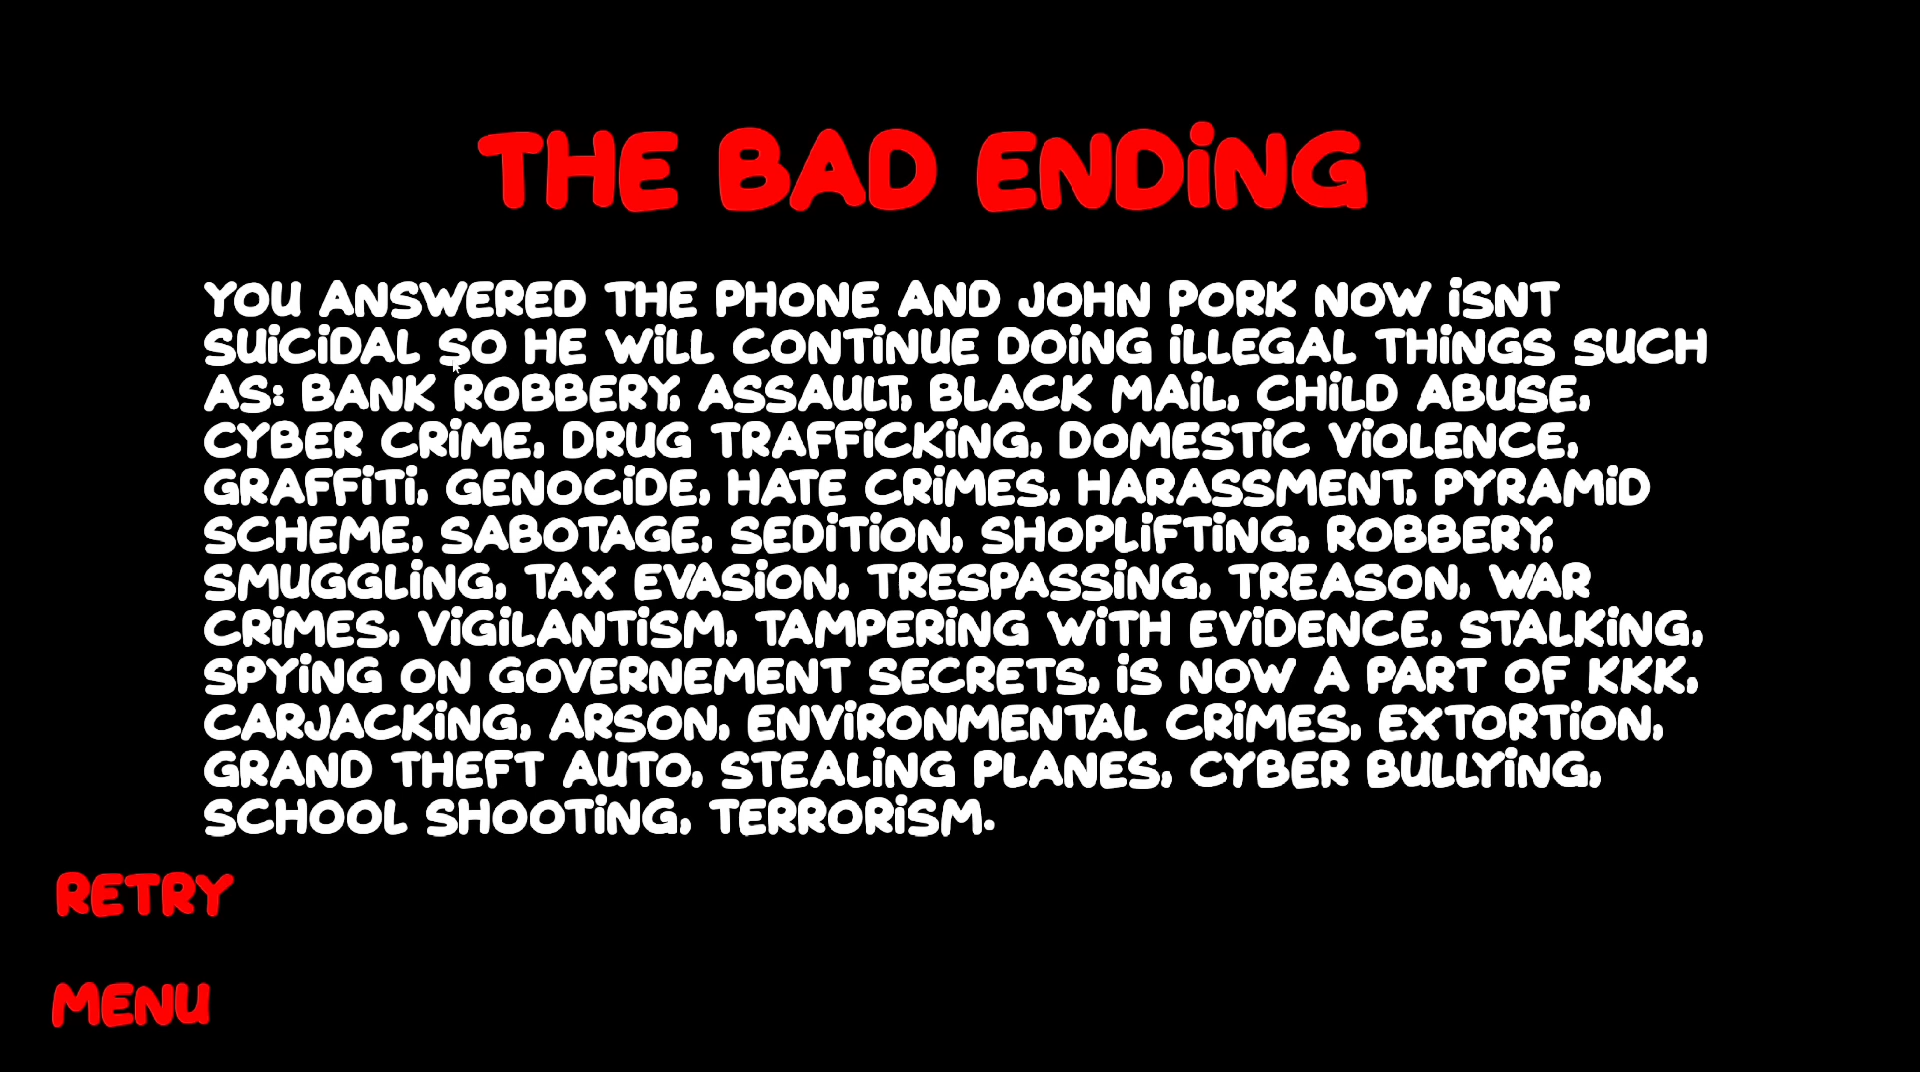 THE BAD ENDiNG
YOU ANSWERED THE PHONE AND JOHN PORK NOW iSNT
SUiCiDAL SO HE WiLL CONTiNUE DOiNG iLLEGAL THiNGS SUCH
AS: BANK ROBBERY, ASSAULT, BLACK MAiL, CHiLD ABUSE,
CYBER CRiME, DRUG TRAFFiCKiNG, DOMESTiC ViOLENCE,
GRAFFiTi, GENOCiDE, HATE CRiMES, HARASSMENT, PYRAMiD
SCHEME, SABOTAGE, SEDiTiON, SHOPLiFTiNG, ROBBERY,
SMUGGLiNG, TAX EVASiON, TRESPASSiNG, TREASON, WAR
CRiMES, ViGiLANTiSM, TAMPERiNG WiTH EViDENCE, STALKiNG,
SPYiNG ON GOVERNEMENT SECRETS, iS NOW A PART OF KKK,
CARJACKiNG, ARSON, ENViRONMENTAL CRiMES, EXTORTiON,
GRAND THEFT AUTO, STEALiNG PLANES, CYBER BULLYiNG,
SCHOOL SHOOTiNG, TERRORiSM.
RETRY
MENU